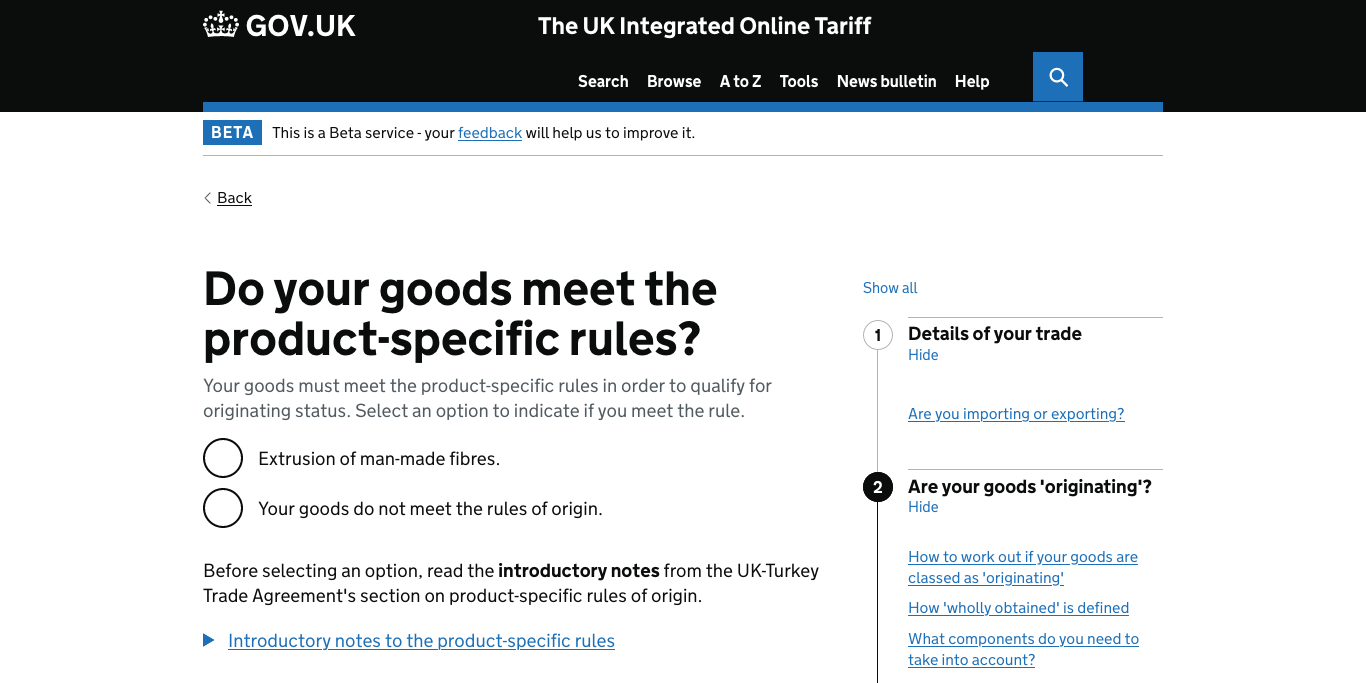 GOV.UK
The UK Integrated Online Tariff
Search Browse A to Z Tools News bulletin Help
BETA This is a Beta service - your feedback will help us to improve it.
Back
Do your goods meet the
product-specific rules?
Your goods must meet the product-specific rules in order to qualify for
originating status. Select an option to indicate if you meet the rule.
Extrusion of man-made fibres.
Your goods do not meet the rules of origin.
Before selecting an option, read the introductory notes from the UK-Turkey
Trade Agreement's section on product-specific rules of origin.
Introductory notes to the product-specific rules
Show all
1 Details of your trade
Hide
Are you importing or exporting?
2 Are your goods 'originating'?
Hide
How to work out if your goods are
classed as 'originating'
How 'wholly obtained' is defined
What components do you need to
take into account?